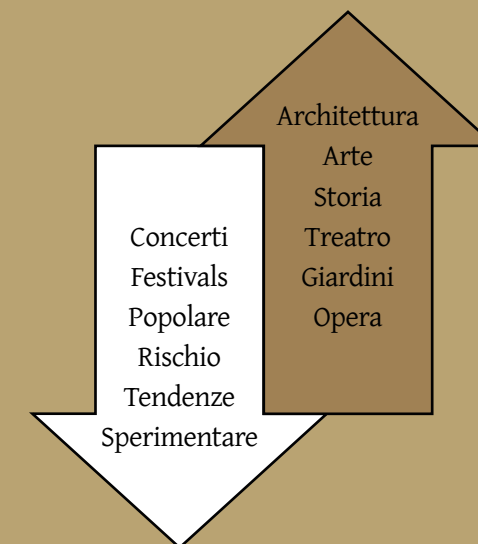 Concerti
Festivals
Popolare
Rischio
Tendenze
Sperimentare
Architettura
Arte
Storia
Treatro
Giardini
Opera